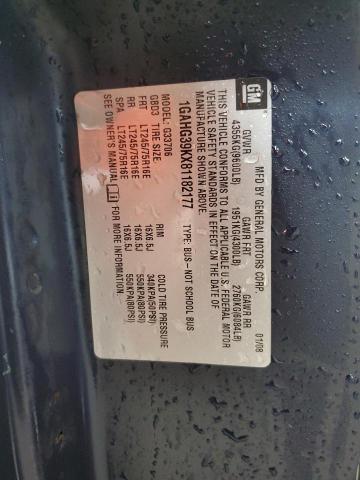 GM
MFD BY GENERAL MOTORS CORP. 01/08
GVWR GAWR FRT GAWR RR
4355KG(9600LB) 1951KG(4300LB) 2760KG(6084LB)
THIS VEHICLE CONFORMS TO ALL APPLICABLE U.S. FEDERAL MOTOR
VEHICLE SAFETY STANDARDS IN EFFECT ON THE DATE OF
MANUFACTURE SHOWN ABOVE.
1GAHG39KX81182177 TYPE: BUS-NOT SCHOOL BUS
MODEL: G33706
GBD3 TIRE SIZE RIM COLD TIRE PRESSURE
FRT LT245/75R16E 16X6.5J 340KPA(50PSI)
RR LT245/75R16E 16X6.5J 550KPA(80PSI)
SPA LT245/75R16E 16X6.5J 550KPA(80PSI)
SEE OWNER'S MANUAL FOR MORE INFORMATION.